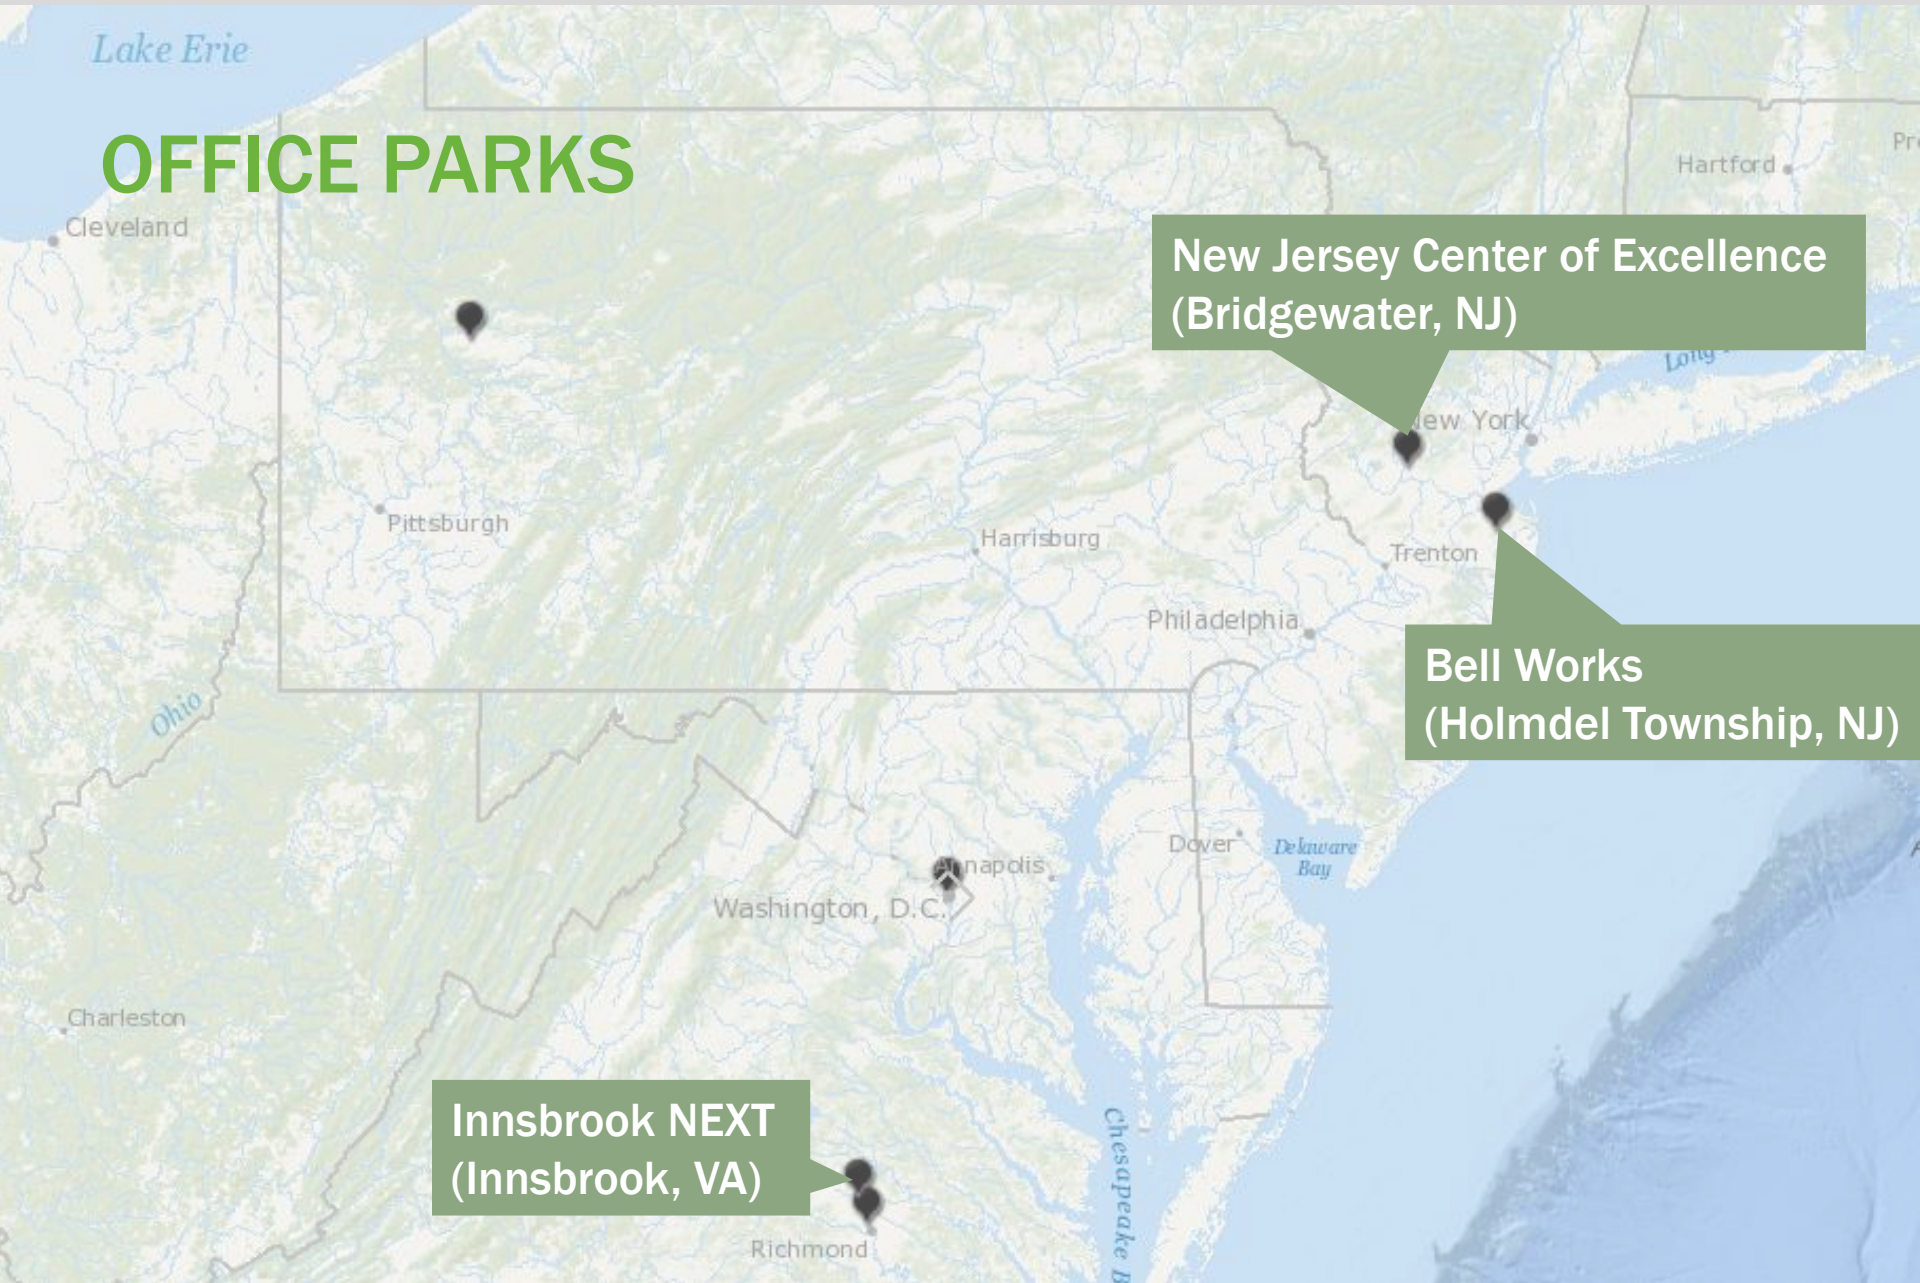 Lake Erie
OFFICE PARKS
Hartford
Cleveland
New Jersey Center of Excellence
(Bridgewater, NJ)
New York
Pittsburgh
Harrisburg
Trenton
Philadelphia
Bell Works
(Holmdel Township, NJ)
Ohio
Dover
Delaware
Bay
Annapolis
Washington, D.C.
Charleston
Innsbrook NEXT
(Innsbrook, VA)
Chesapeake B
Richmond